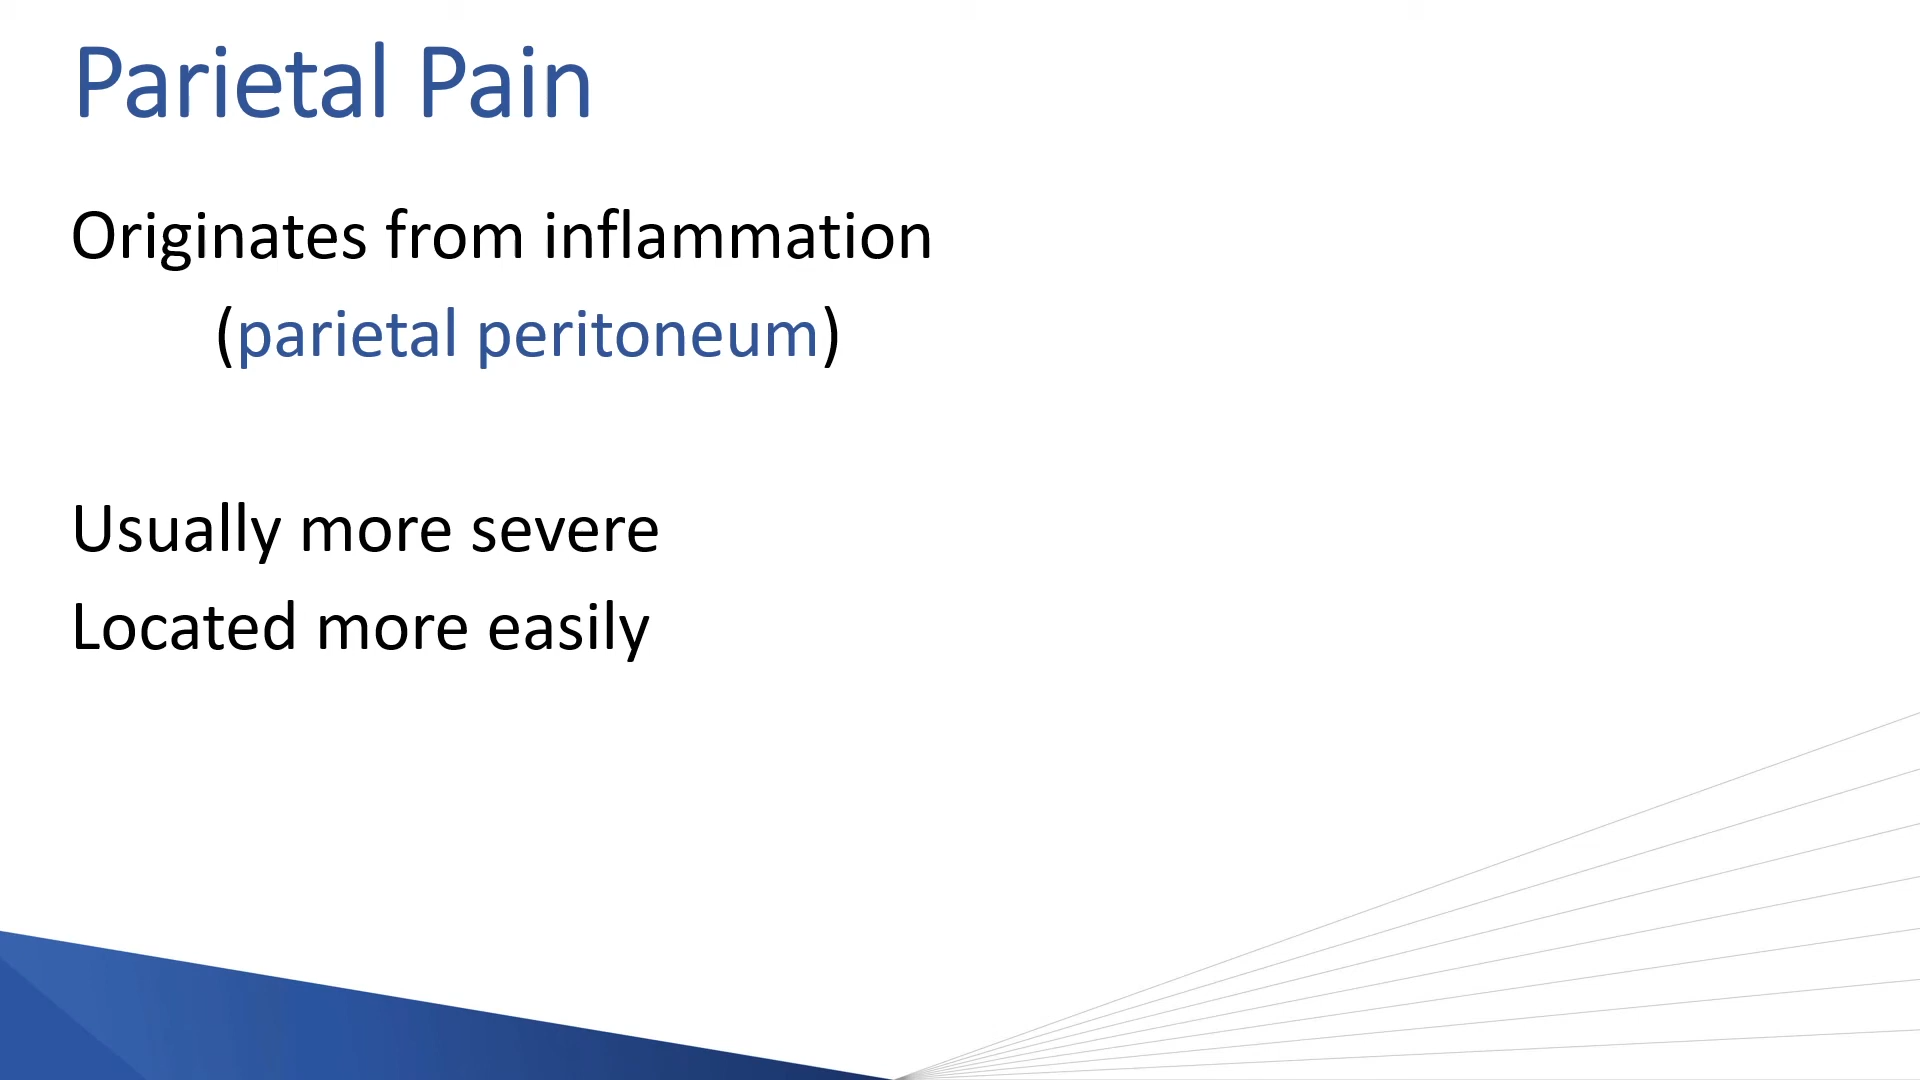 Parietal Pain
Originates from inflammation
(parietal peritoneum)
Usually more severe
Located more easily